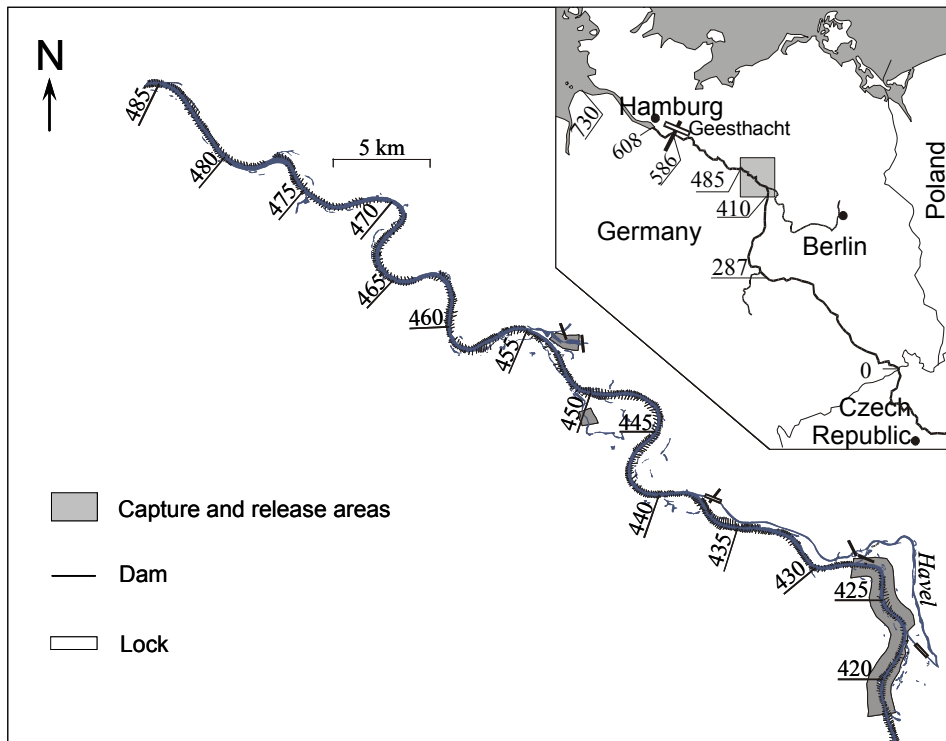 N
5 km
485
480
475
470
465
460
455
450
445
440
435
430
425
420
Havel
Hamburg
Geesthacht
730
608
586
485
410
Germany
Berlin
Poland
287
0
Czech
Republic
Capture and release areas
Dam
Lock